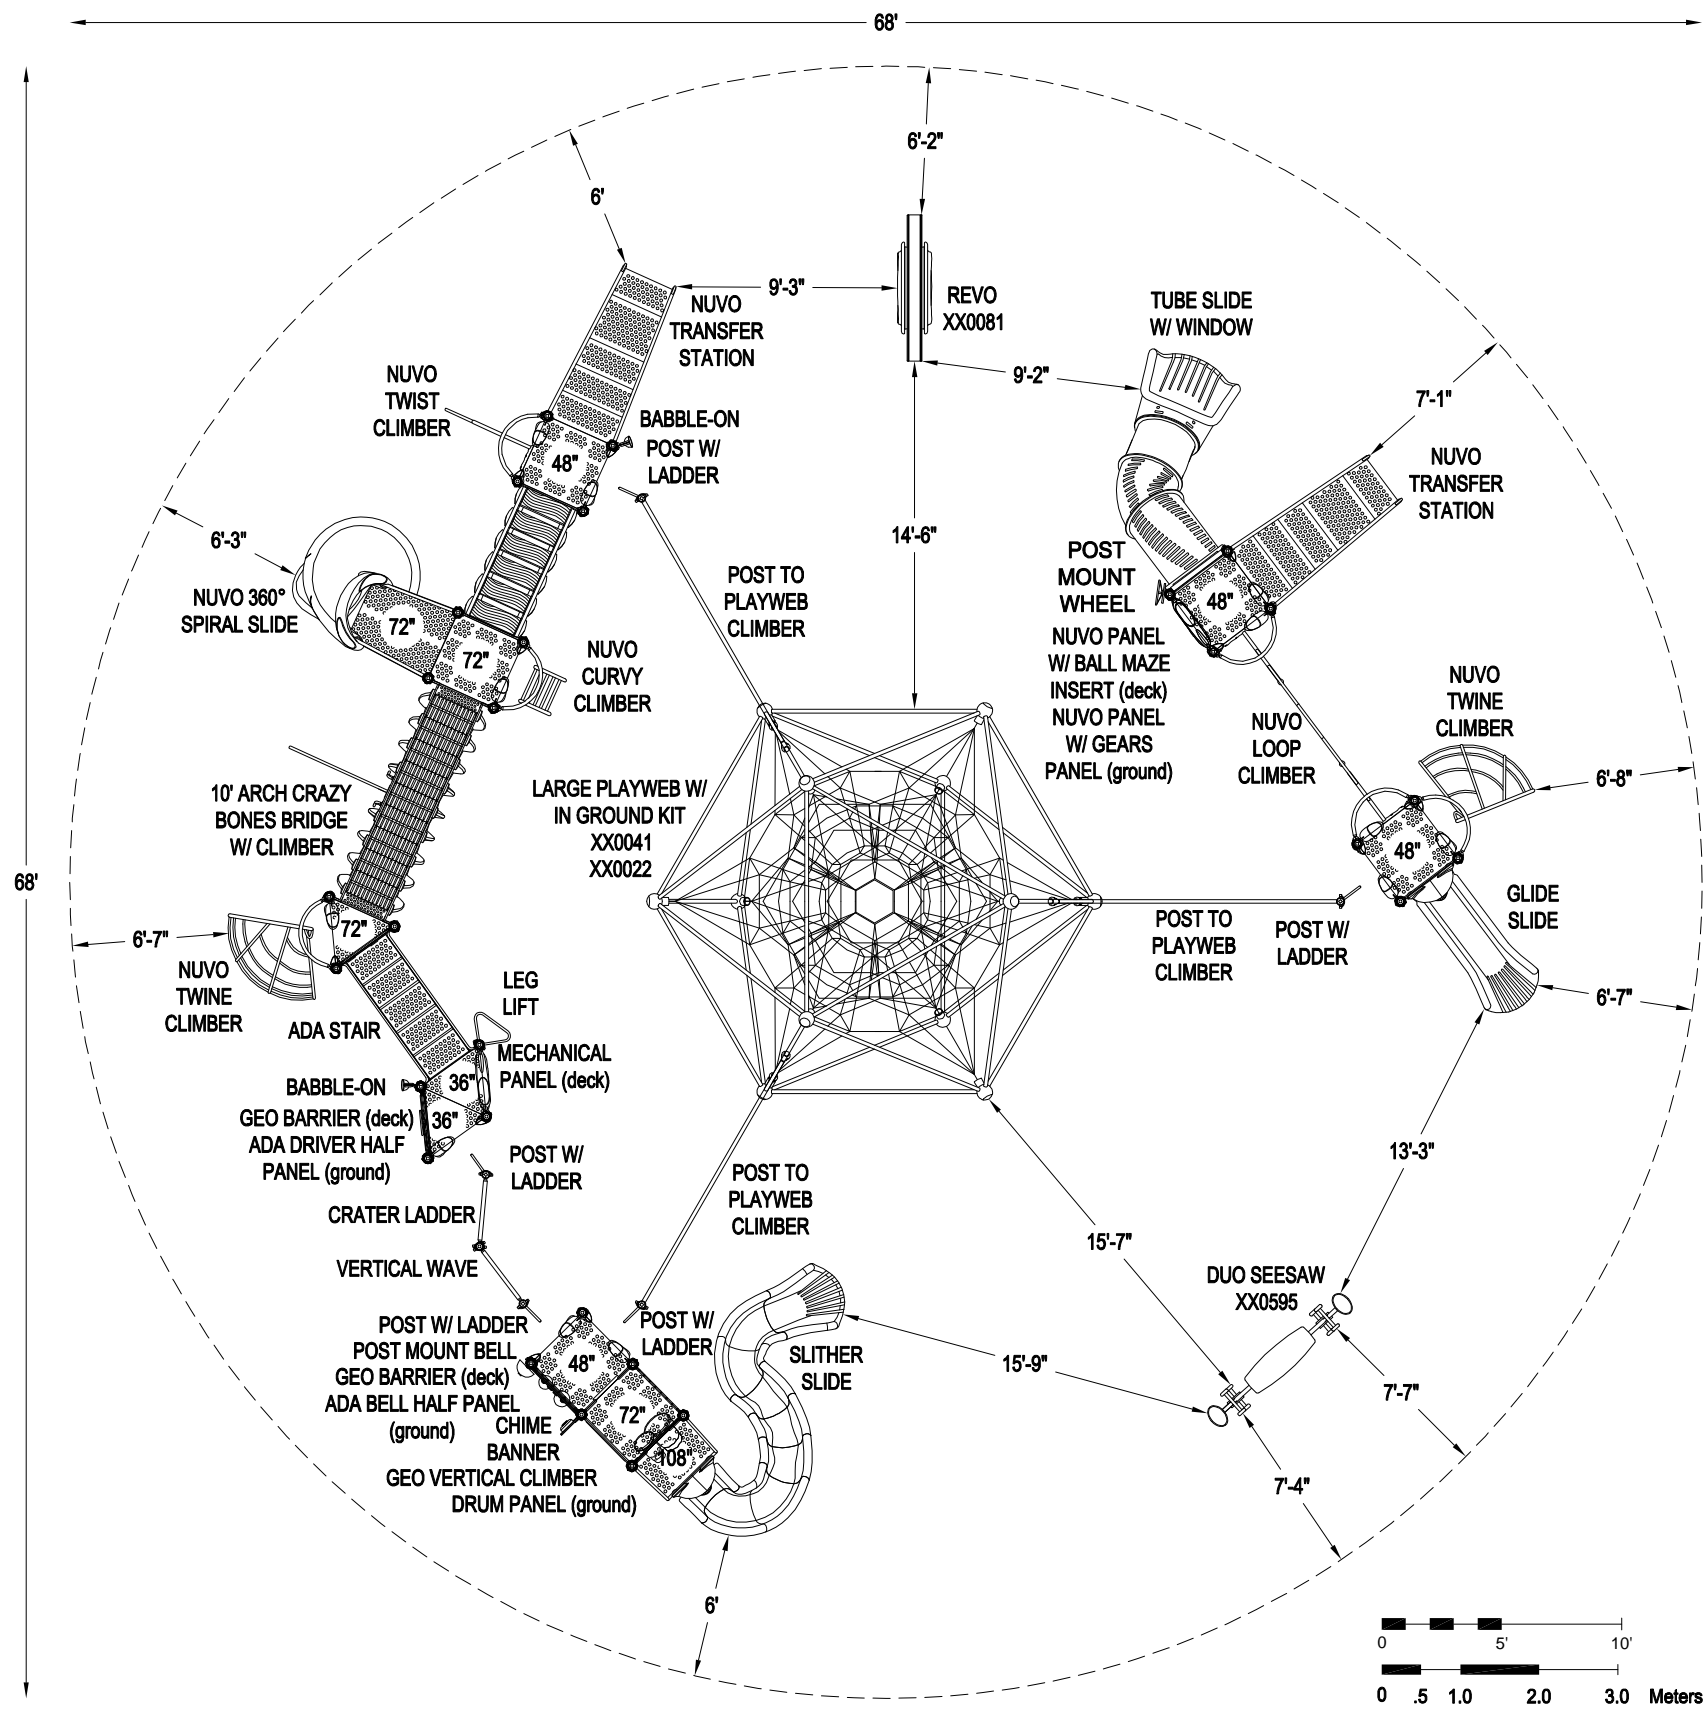 68'
6'-2"
6'
9'-3"
REVO
XX0081
TUBE SLIDE
W/ WINDOW
NUVO
TRANSFER
STATION
9'-2"
7'-1"
NUVO
TWIST
CLIMBER
BABBLE-ON
POST W/
LADDER
48"
NUVO
TRANSFER
STATION
6'-3"
14'-6"
POST
MOUNT
WHEEL
48"
NUVO 360°
SPIRAL SLIDE
72"
72"
POST TO
PLAYWEB
CLIMBER
NUVO
CURVY
CLIMBER
NUVO PANEL
W/ BALL MAZE
INSERT (deck)
NUVO PANEL
W/ GEARS
PANEL (ground)
NUVO
LOOP
CLIMBER
NUVO
TWINE
CLIMBER
6'-8"
10' ARCH CRAZY
BONES BRIDGE
W/ CLIMBER
LARGE PLAYWEB W/
IN GROUND KIT
XX0041
XX0022
48"
68'
GLIDE
SLIDE
6'-7"
72"
POST TO
PLAYWEB
CLIMBER
POST W/
LADDER
NUVO
TWINE
CLIMBER
LEG
LIFT
6'-7"
ADA STAIR
MECHANICAL
PANEL (deck)
BABBLE-ON
36"
36"
GEO BARRIER (deck)
ADA DRIVER HALF
PANEL (ground)
POST W/
LADDER
13'-3"
POST TO
PLAYWEB
CLIMBER
CRATER LADDER
15'-7"
VERTICAL WAVE
DUO SEESAW
XX0595
POST W/ LADDER
POST W/
LADDER
POST MOUNT BELL
GEO BARRIER (deck)
ADA BELL HALF PANEL
(ground)
48"
SLITHER
SLIDE
15'-9"
7'-7"
72"
CHIME
BANNER
108"
GEO VERTICAL CLIMBER
DRUM PANEL (ground)
7'-4"
6'
0 5' 10'
0 .5 1.0 2.0 3.0 Meters